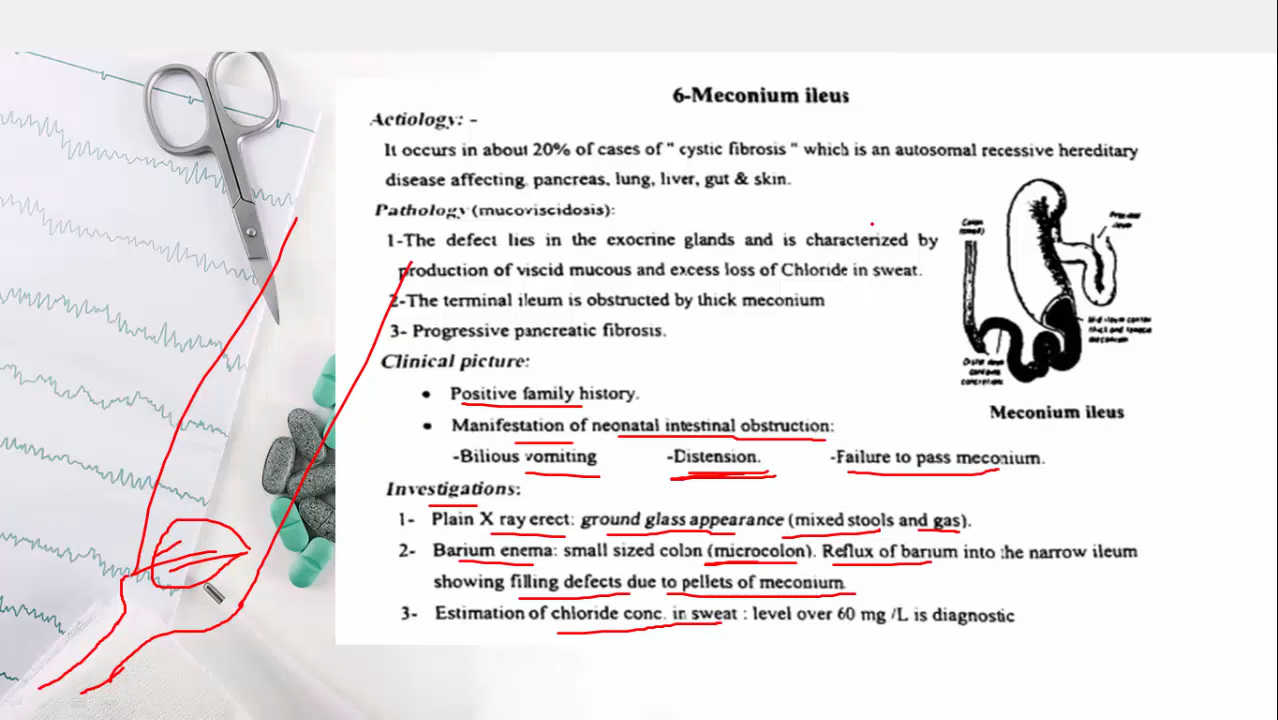 6-Meconium ileus
Aetiology: -
It occurs in about 20% of cases of " cystic fibrosis " which is an autosomal recessive hereditary
disease affecting. pancreas, lung, liver, gut & skin.
Pathology (mucoviscidosis):
1-The defect lies in the exocrine glands and is characterized by
production of viscid mucous and excess loss of Chloride in sweat.
2-The terminal ileum is obstructed by thick meconium
3- Progressive pancreatic fibrosis.
Clinical picture:
• Positive family history.
• Manifestation of neonatal intestinal obstruction:
-Bilious vomiting -Distension. -Failure to pass meconium.
Investigations:
1- Plain X ray erect: ground glass appearance (mixed stools and gas).
2- Barium enema: small sized colon (microcolon). Reflux of barium into the narrow ileum
showing filling defects due to pellets of meconium
3- Estimation of chloride conc. in sweat : level over 60 mg /L is diagnostic
Colon
(small)
Meconium ileus